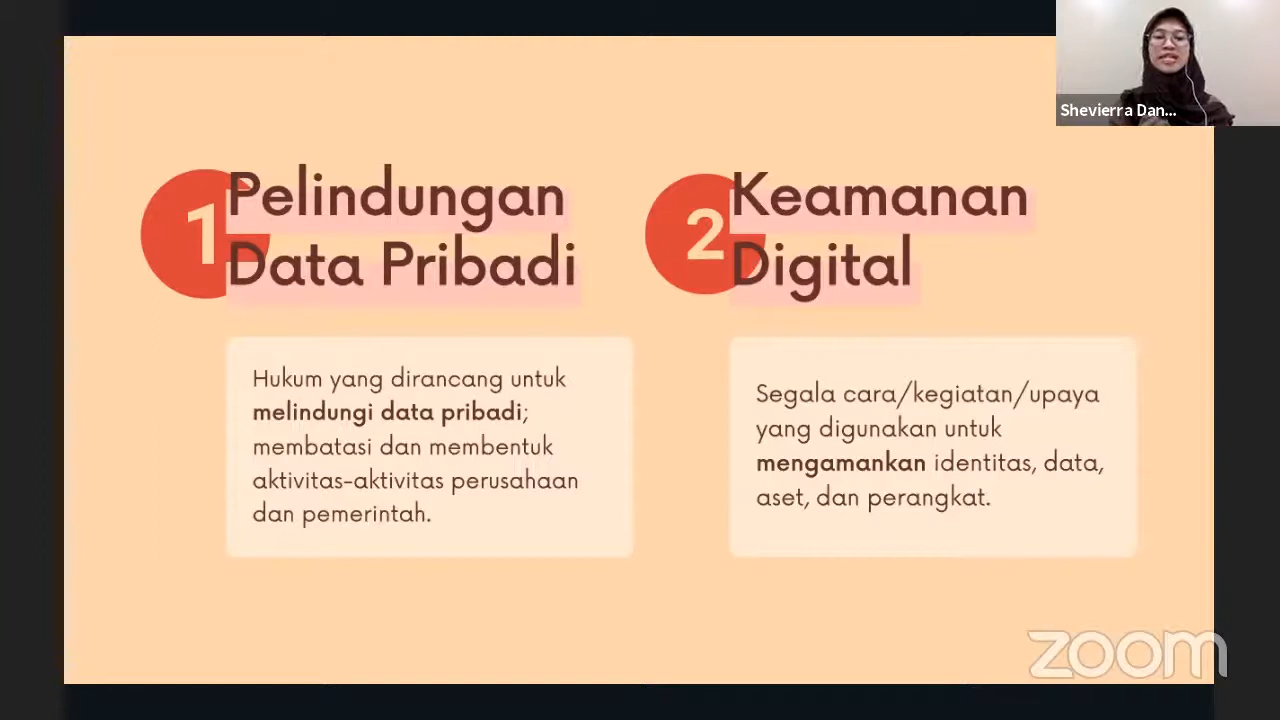 Shevierra Dan...
1
Pelindungan
Data Pribadi
Hukum yang dirancang untuk
melindungi data pribadi;
membatasi dan membentuk
aktivitas-aktivitas perusahaan
dan pemerintah.
2
Keamanan
Digital
Segala cara/kegiatan/upaya
yang digunakan untuk
mengamankan identitas, data,
aset, dan perangkat.
zoom